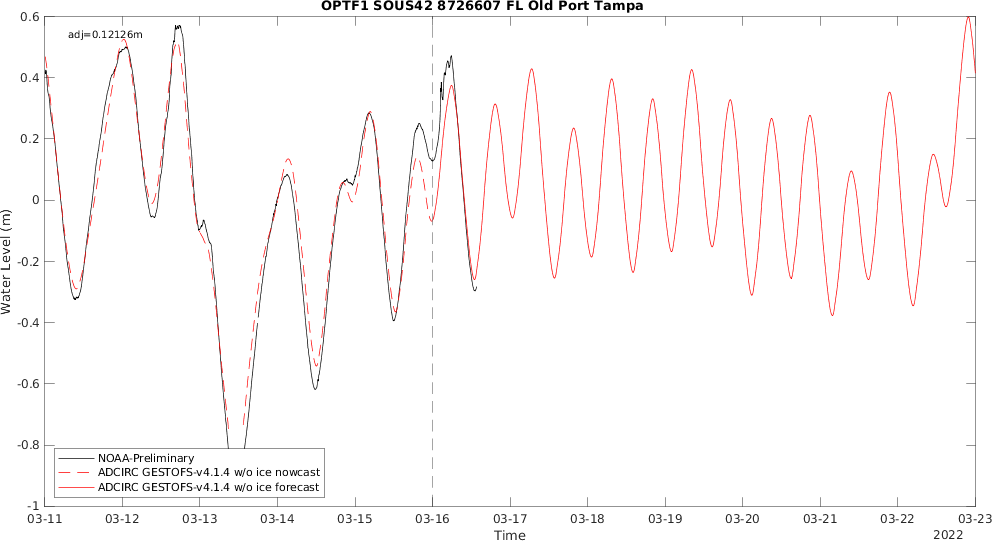 OPTF1 SOUS42 8726607 FL Old Port Tampa
adj=0.12126m
0.6
0.4
0.2
0
-0.2
-0.4
-0.6
-0.8
-1
Water Level (m)
NOAA-Preliminary
ADCIRC GESTOFS-v4.1.4 w/o ice nowcast
ADCIRC GESTOFS-v4.1.4 w/o ice forecast
03-11 03-12 03-13 03-14 03-15 03-16 03-17 03-18 03-19 03-20 03-21 03-22 03-23
Time
2022